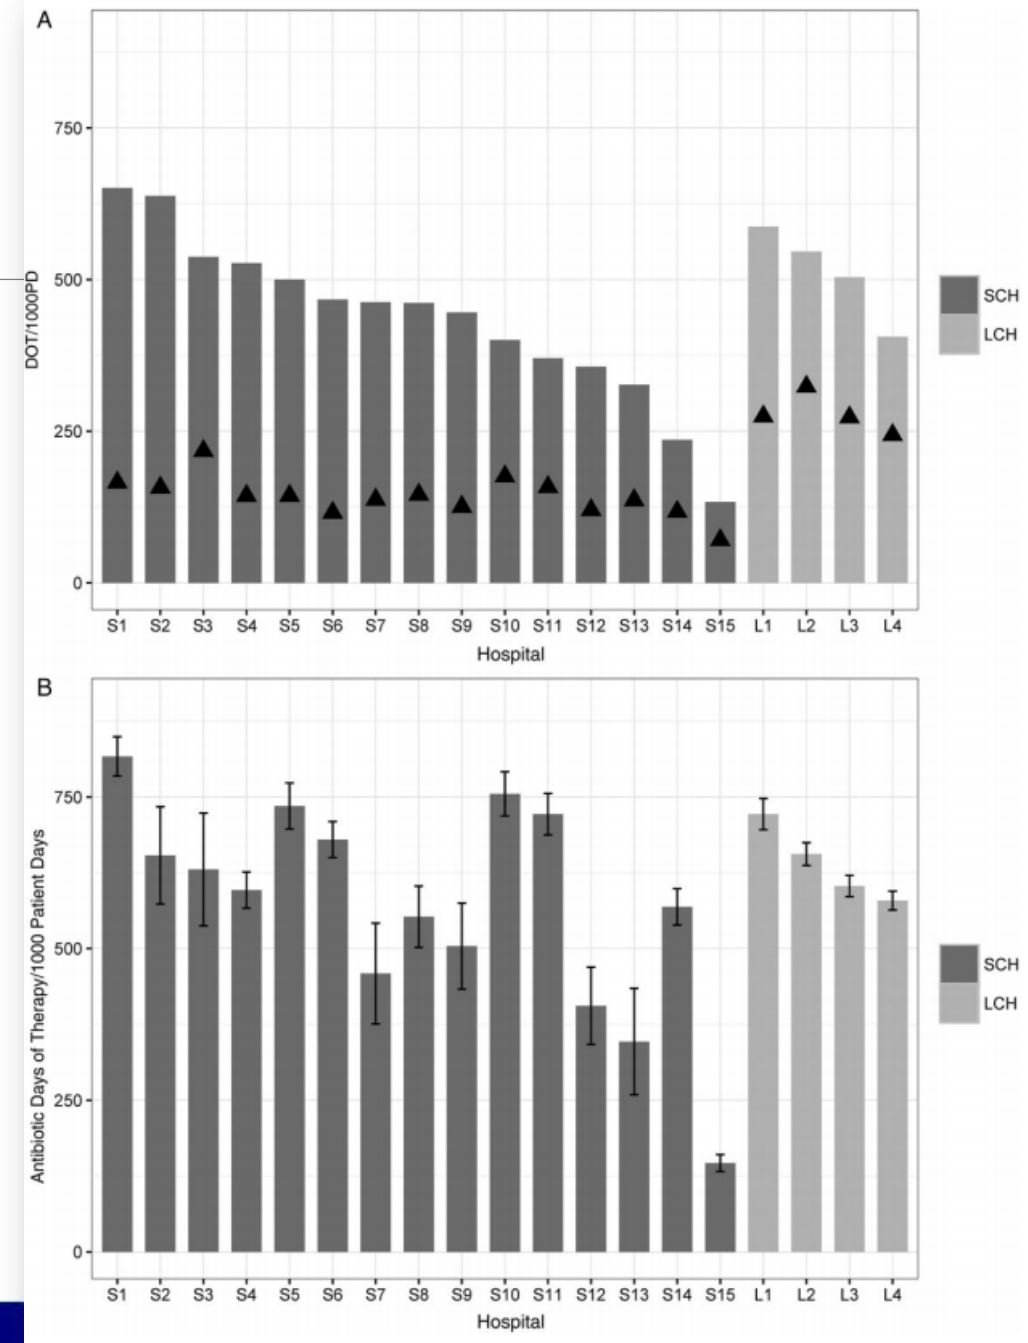 A
750
500
250
0
DOT/1000PD
S1 S2 S3 S4 S5 S6 S7 S8 S9 S10 S11 S12 S13 S14 S15 L1 L2 L3 L4
Hospital
SCH
LCH
B
750
500
250
0
Antibiotic Days of Therapy/1000 Patient Days
S1 S2 S3 S4 S5 S6 S7 S8 S9 S10 S11 S12 S13 S14 S15 L1 L2 L3 L4
Hospital
SCH
LCH